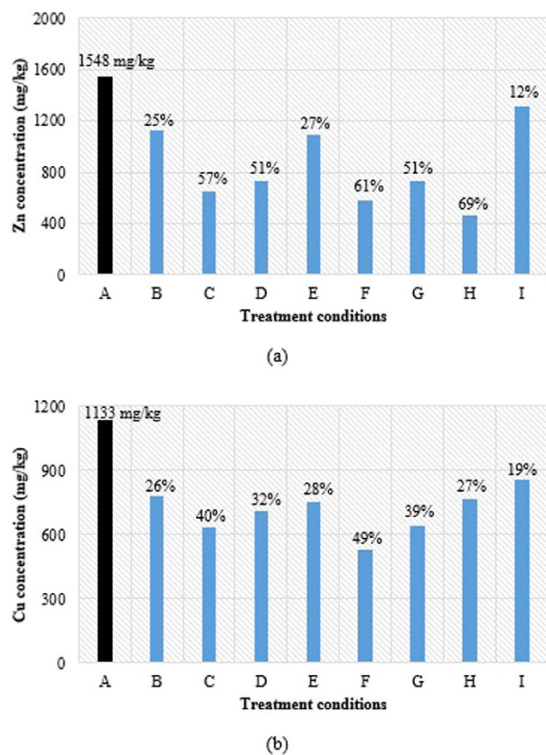 2000
1600
1200
800
400
0
Zn concentration (mg/kg)
1548 mg/kg
25%
57%
51%
27%
61%
51%
69%
12%
A B C D E F G H I
Treatment conditions
(a)
1200
900
600
300
0
Cu concentration (mg/kg)
1133 mg/kg
26%
40%
32%
28%
49%
39%
27%
19%
A B C D E F G H I
Treatment conditions
(b)